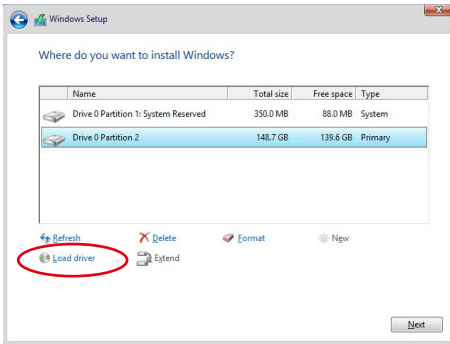 Windows Setup
Where do you want to install Windows?
Name Total size Free space Type
Drive 0 Partition 1: System Reserved 350.0 MB 88.0 MB System
Drive 0 Partition 2 148.7 GB 139.6 GB Primary
Refresh Delete Format New
Load driver Extend
Next